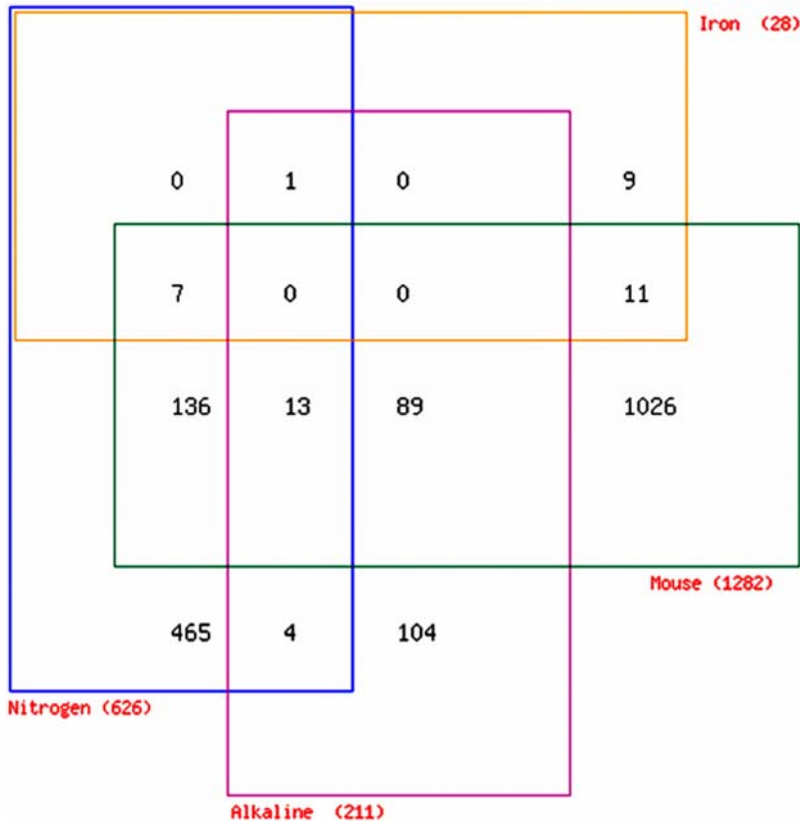 Iron (28)
0 1 0 9
7 0 0 11
136 13 89 1026
Mouse (1282)
465 4 104
Nitrogen (626)
Alkaline (211)